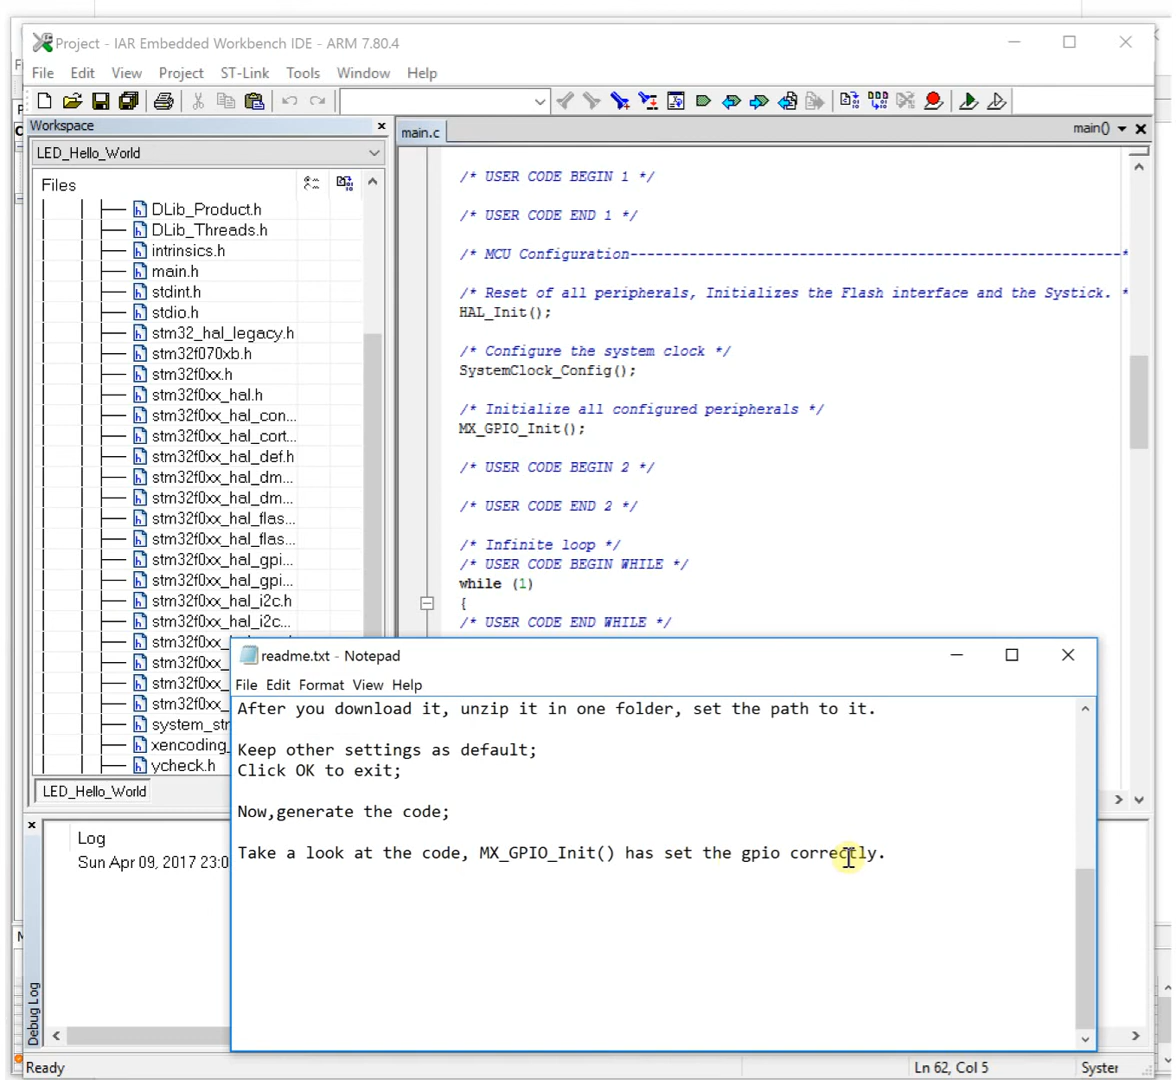 Project - IAR Embedded Workbench IDE - ARM 7.80.4
File Edit View Project ST-Link Tools Window Help
Workspace
LED_Hello_World
Files
DLib_Product.h
DLib_Threads.h
intrinsics.h
main.h
stdint.h
stdio.h
stm32_hal_legacy.h
stm32f070xb.h
stm32f0xx.h
stm32f0xx_hal.h
stm32f0xx_hal_con...
stm32f0xx_hal_cort...
stm32f0xx_hal_def.h
stm32f0xx_hal_dm...
stm32f0xx_hal_dm...
stm32f0xx_hal_flas...
stm32f0xx_hal_flas...
stm32f0xx_hal_gpi...
stm32f0xx_hal_gpi...
stm32f0xx_hal_i2c.h
stm32f0xx_hal_i2c...
stm32f0xx_
stm32f0xx_
stm32f0xx_
stm32f0xx_
system_str
xencoding_
ycheck.h
LED_Hello_World
main.c
main()
/* USER CODE BEGIN 1 */
/* USER CODE END 1 */
/* MCU Configuration----------------------------------------------------------*
/* Reset of all peripherals, Initializes the Flash interface and the Systick. *
HAL_Init();
/* Configure the system clock */
SystemClock_Config();
/* Initialize all configured peripherals */
MX_GPIO_Init();
/* USER CODE BEGIN 2 */
/* USER CODE END 2 */
/* Infinite loop */
/* USER CODE BEGIN WHILE */
while (1)
{
/* USER CODE END WHILE */
readme.txt - Notepad
File Edit Format View Help
After you download it, unzip it in one folder, set the path to it.
Keep other settings as default;
Click OK to exit;
Now,generate the code;
Take a look at the code, MX_GPIO_Init() has set the gpio correctly.
Log
Sun Apr 09, 2017 23:0
Debug Log
Ready
Ln 62, Col 5
System